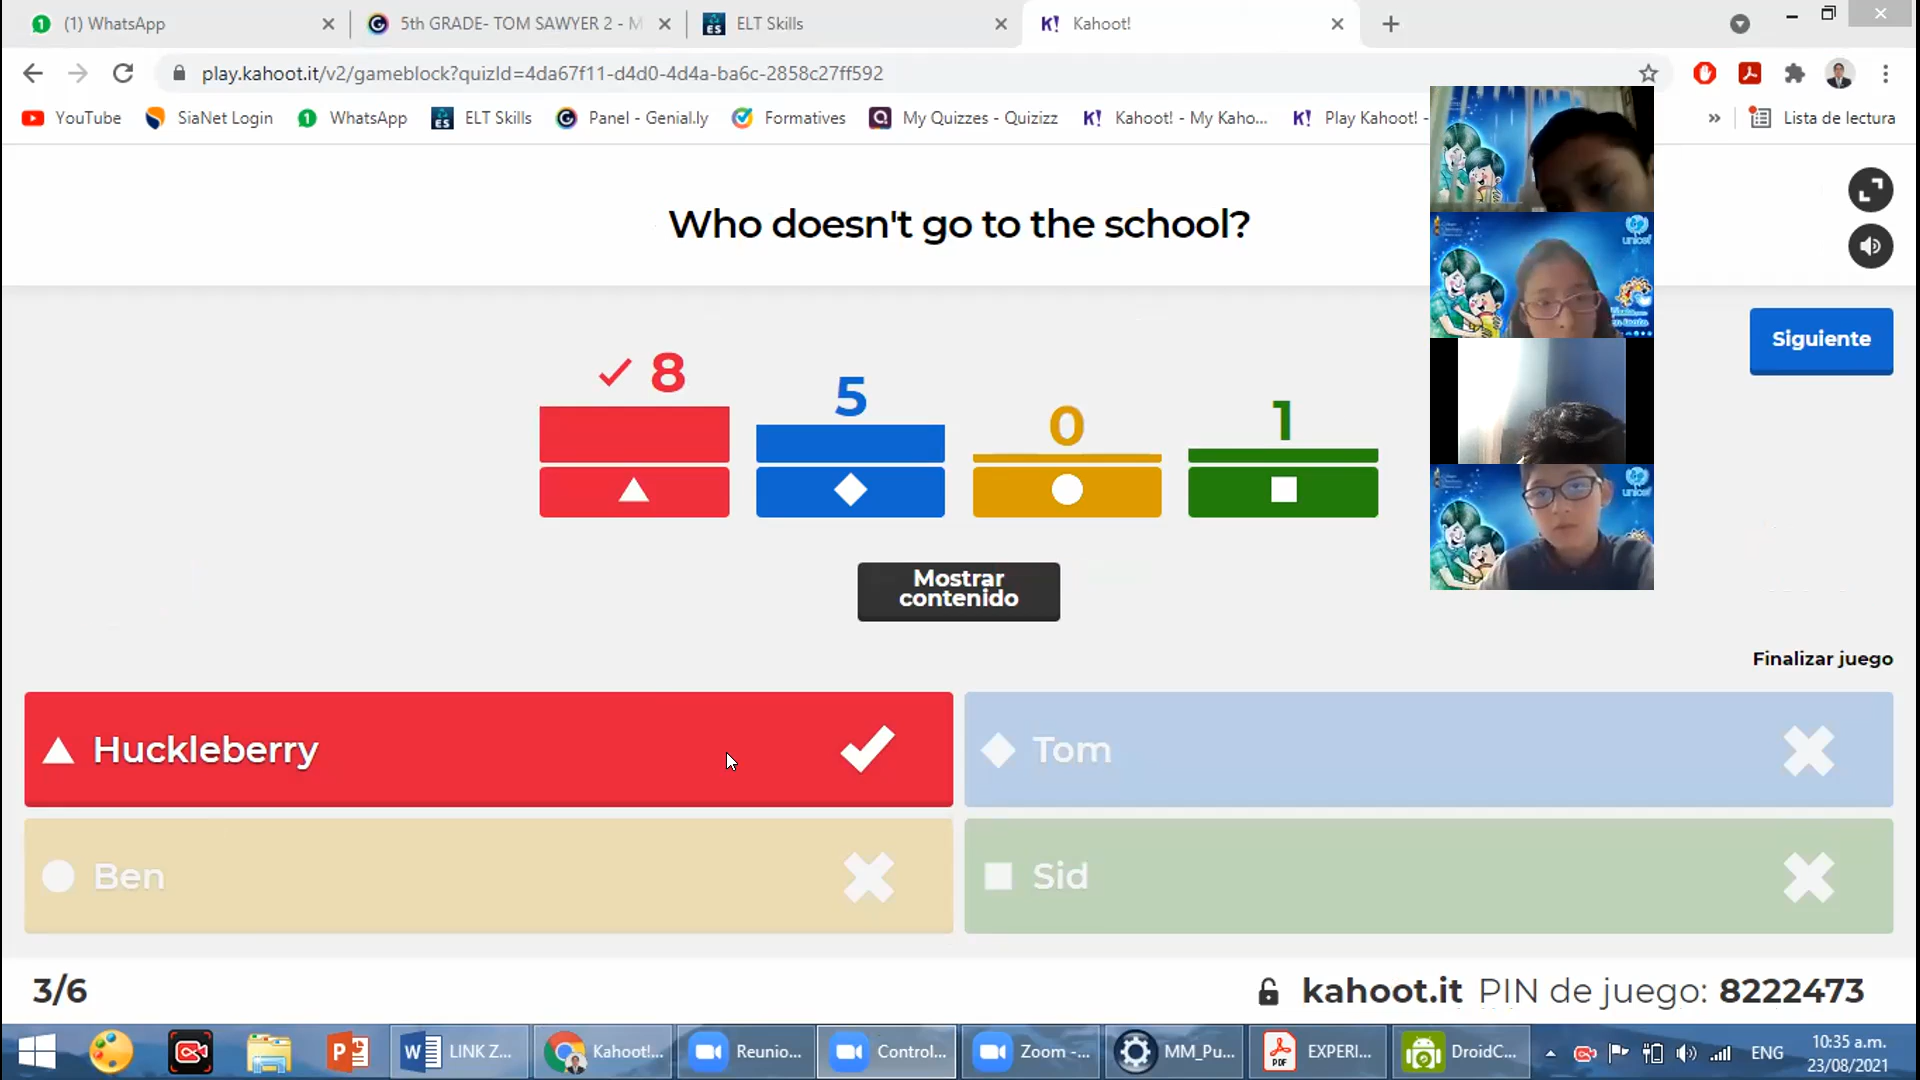 (1) WhatsApp
5th GRADE- TOM SAWYER 2 - M
ELT Skills
K! Kahoot!
play.kahoot.it/v2/gameblock?quizId=4da67f11-d4d0-4d4a-ba6c-2858c27ff592
YouTube
SiaNet Login
WhatsApp
ELT Skills
Panel - Genial.ly
Formatives
My Quizzes - Quizizz
K! Kahoot! - My Kaho...
K! Play Kahoot! -
»
Lista de lectura
Who doesn't go to the school?
unicef
Siguiente
8
5
0
1
unicef
Mostrar
contenido
Finalizar juego
Huckleberry
Tom
Ben
Sid
3/6
kahoot.it PIN de juego: 8222473
LINK Z...
Kahoot!...
Reunio...
Control...
Zoom -...
MM_Pu...
EXPERI...
DroidC...
ENG
10:35 a.m.
23/08/2021